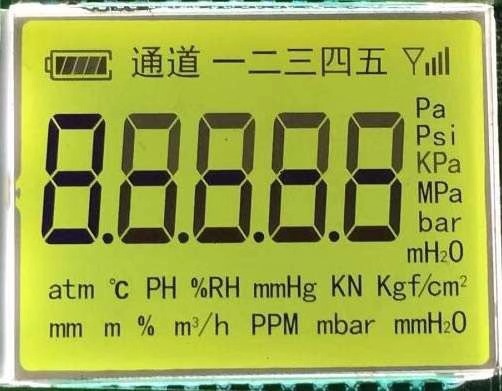 通道 一二三四五
Pa
Psi
KPa
8.8.8.8.8
MPa
bar
mH₂O
atm ℃ PH %RH mmHg KN Kgf/cm²
mm m % m³/h PPM mbar mmH₂O